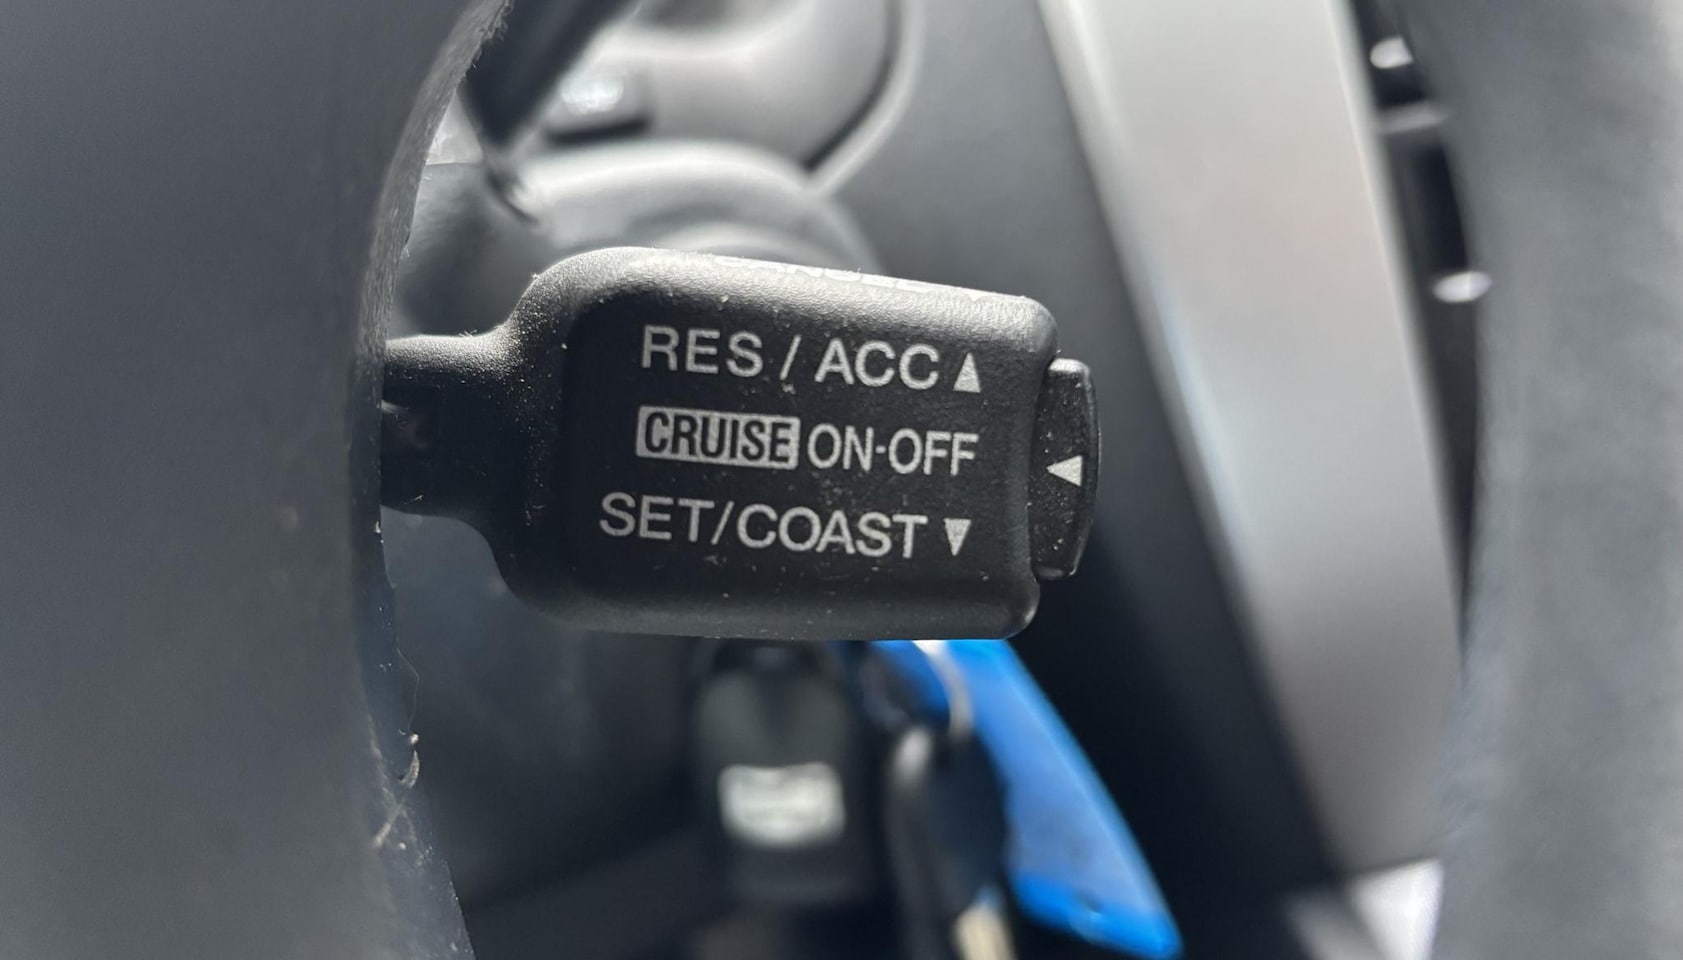 RES / ACC ▲
CRUISE ON-OFF
SET/COAST ▼